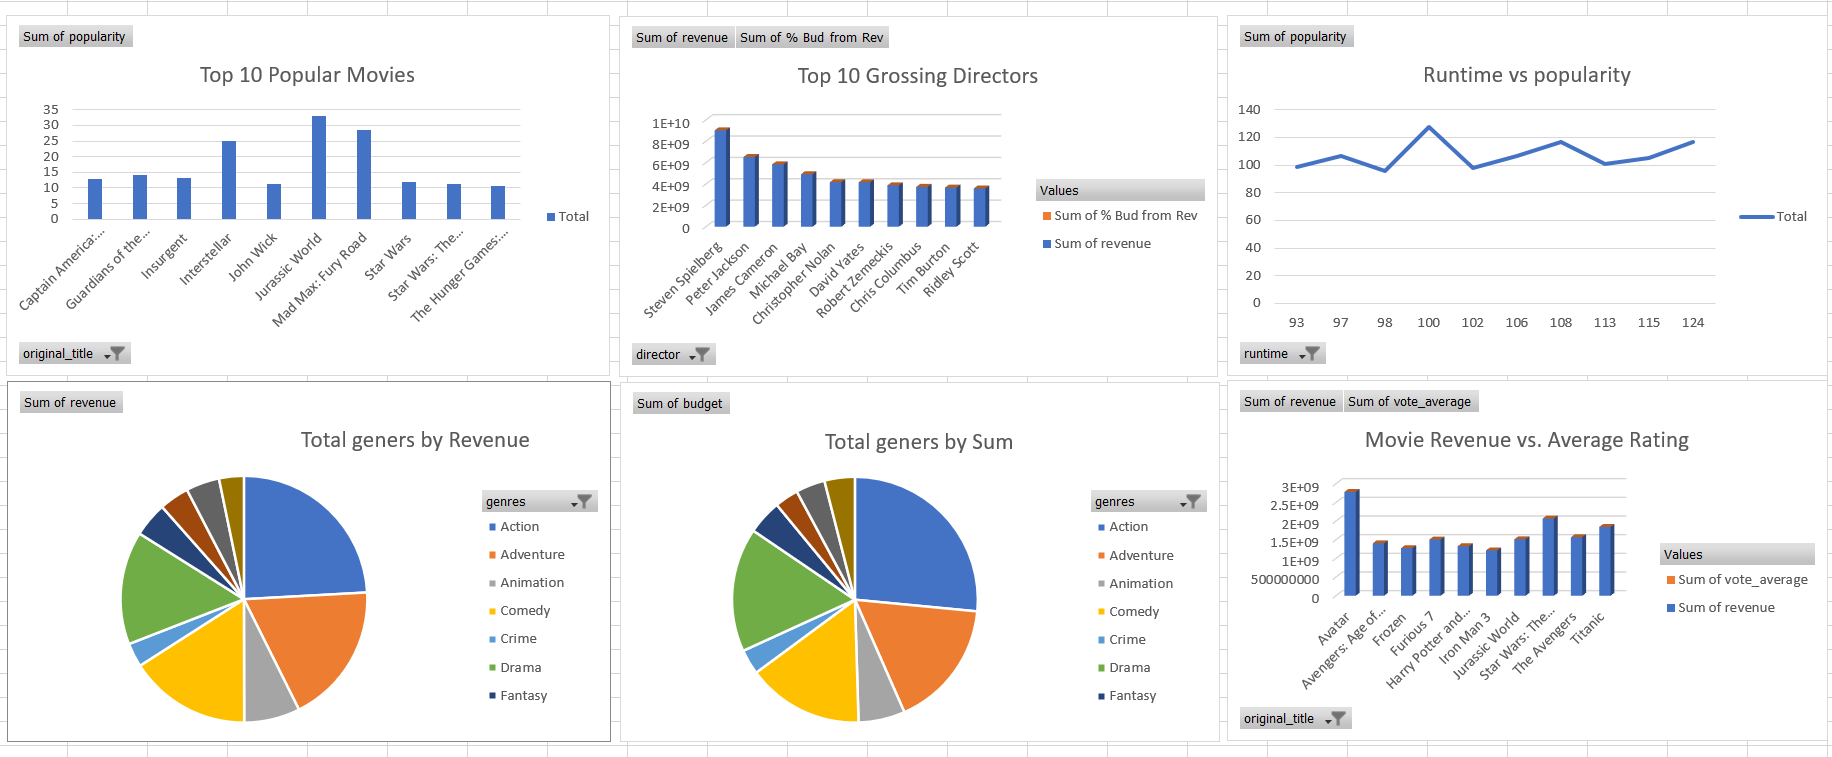 Sum of popularity
Top 10 Popular Movies
35
30
25
20
15
10
5
0
Captain America:...
Guardians of the...
Insurgent
Interstellar
John Wick
Jurassic World
Mad Max: Fury Road
Star Wars
Star Wars: The...
The Hunger Games:...
Total
original_title
Sum of revenue Sum of % Bud from Rev
Top 10 Grossing Directors
1E+10
8E+09
6E+09
4E+09
2E+09
0
Steven Spielberg
Peter Jackson
James Cameron
Michael Bay
Christopher Nolan
David Yates
Robert Zemeckis
Chris Columbus
Tim Burton
Ridley Scott
Values
Sum of % Bud from Rev
Sum of revenue
director
Sum of popularity
Runtime vs popularity
140
120
100
80
60
40
20
0
93 97 98 100 102 106 108 113 115 124
Total
runtime
Sum of revenue
Total geners by Revenue
genres
Action
Adventure
Animation
Comedy
Crime
Drama
Fantasy
Sum of budget
Total geners by Sum
genres
Action
Adventure
Animation
Comedy
Crime
Drama
Fantasy
Sum of revenue Sum of vote_average
Movie Revenue vs. Average Rating
3E+09
2.5E+09
2E+09
1.5E+09
1E+09
500000000
0
Avatar
Avengers: Age of...
Frozen
Furious 7
Harry Potter and...
Iron Man 3
Jurassic World
Star Wars: The...
The Avengers
Titanic
Values
Sum of vote_average
Sum of revenue
original_title